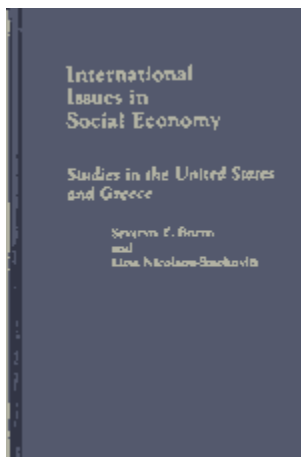 International
Issues in
Social Economy
Studies in the United States
and Greece
and